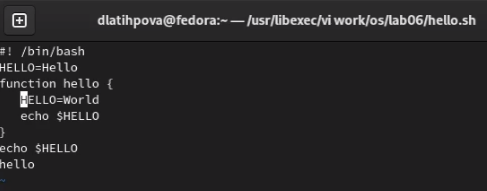 dlatihpova@fedora:~ — /usr/libexec/vi work/os/lab06/hello.sh
#! /bin/bash
HELLO=Hello
function hello {
   HELLO=World
   echo $HELLO
}
echo $HELLO
hello
~